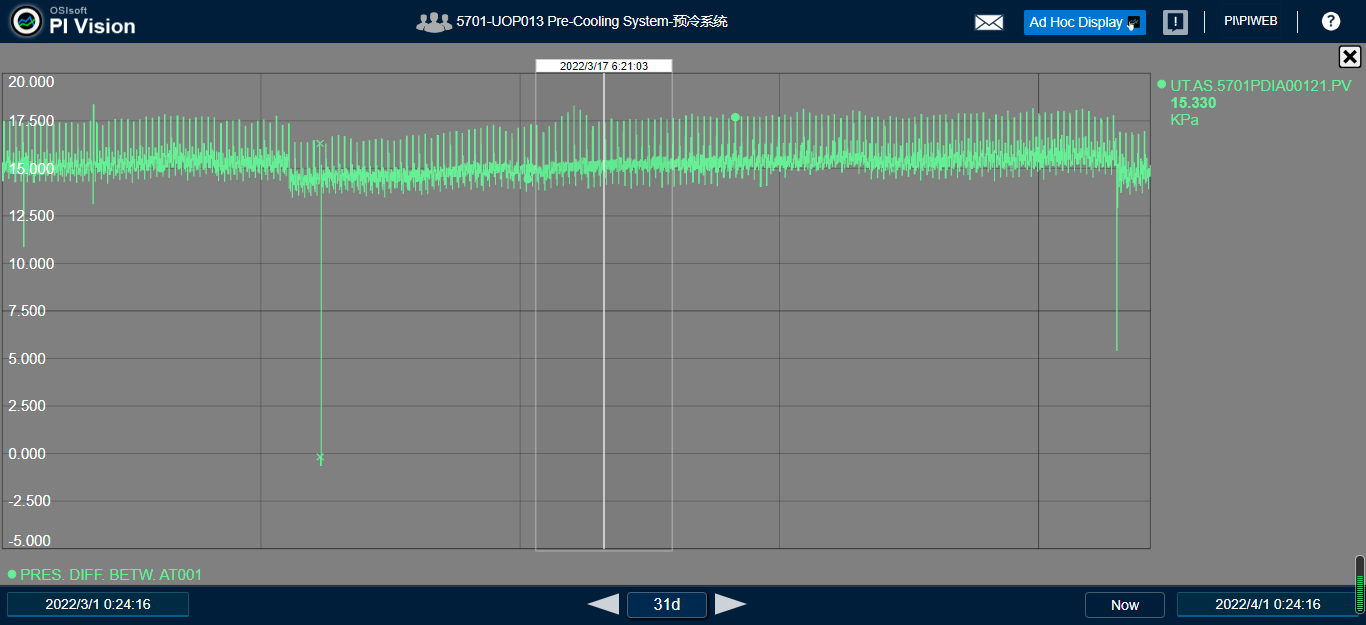 OSIsoft
PI Vision
5701-UOP013 Pre-Cooling System-预冷系统
Ad Hoc Display
PI\PIWEB
?
2022/3/17 6:21:03
20.000
17.500
15.000
12.500
10.000
7.500
5.000
2.500
0.000
-2.500
-5.000
UT.AS.5701PDIA00121.PV
15.330
KPa
PRES. DIFF. BETW. AT001
2022/3/1 0:24:16
31d
Now
2022/4/1 0:24:16